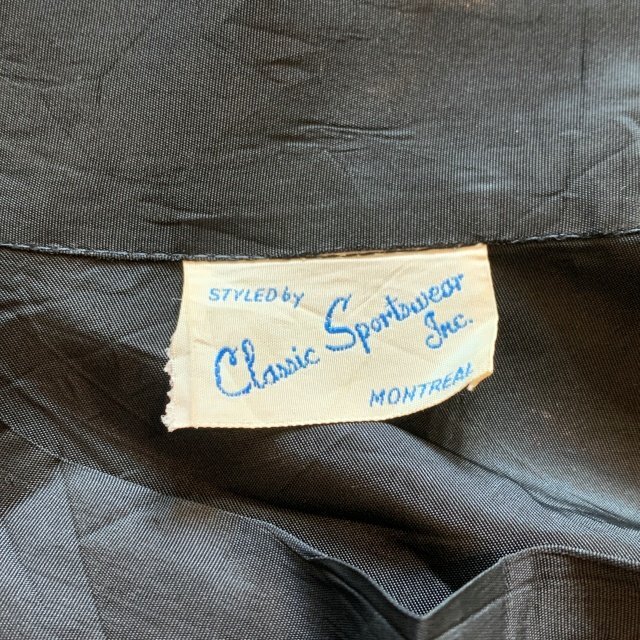 STYLED by
Classic Sportswear
Inc.
MONTREAL